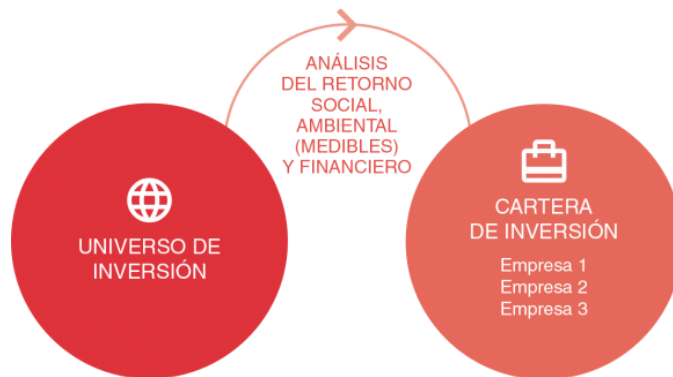 ANÁLISIS
DEL RETORNO
SOCIAL,
AMBIENTAL
(MEDIBLES)
Y FINANCIERO
UNIVERSO DE
INVERSIÓN
CARTERA
DE INVERSIÓN
Empresa 1
Empresa 2
Empresa 3